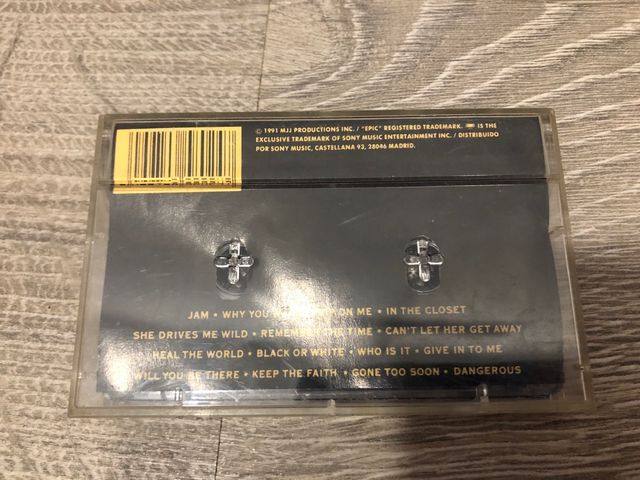 © 1991 MJJ PRODUCTIONS INC. / "EPIC" REGISTERED TRADEMARK. IS THE
EXCLUSIVE TRADEMARK OF SONY MUSIC ENTERTAINMENT INC. / DISTRIBUIDO
POR SONY MUSIC, CASTELLANA 93, 28046 MADRID.
JAM • WHY YOU ON ME • IN THE CLOSET
SHE DRIVES ME WILD • REMEMBER THE TIME • CAN'T LET HER GET AWAY
HEAL THE WORLD • BLACK OR WHITE • WHO IS IT • GIVE IN TO ME
WILL YOU BE THERE • KEEP THE FAITH • GONE TOO SOON • DANGEROUS